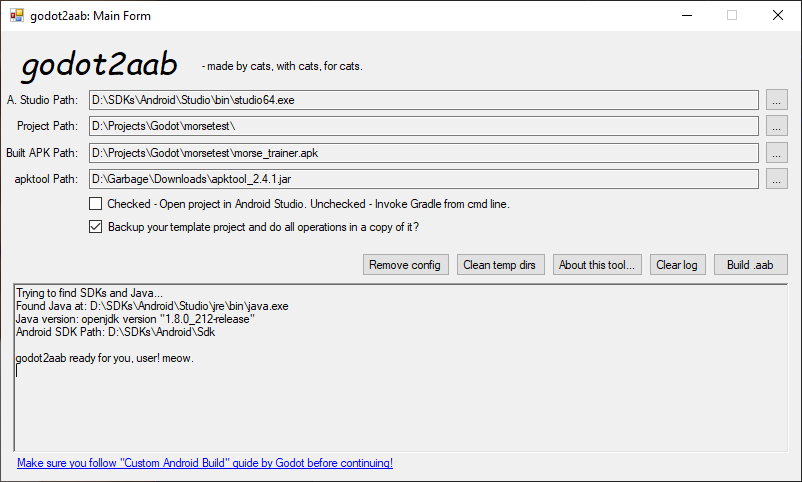 godot2aab: Main Form
godot2aab - made by cats, with cats, for cats.
A. Studio Path: D:\SDKs\Android\Studio\bin\studio64.exe ...
Project Path: D:\Projects\Godot\morsetest\ ...
Built APK Path: D:\Projects\Godot\morsetest\morse_trainer.apk ...
apktool Path: D:\Garbage\Downloads\apktool_2.4.1.jar ...
Checked - Open project in Android Studio. Unchecked - Invoke Gradle from cmd line.
Backup your template project and do all operations in a copy of it?
Remove config Clean temp dirs About this tool... Clear log Build .aab
Trying to find SDKs and Java...
Found Java at: D:\SDKs\Android\Studio\jre\bin\java.exe
Java version: openjdk version "1.8.0_212-release"
Android SDK Path: D:\SDKs\Android\Sdk
godot2aab ready for you, user! meow.
Make sure you follow "Custom Android Build" guide by Godot before continuing!